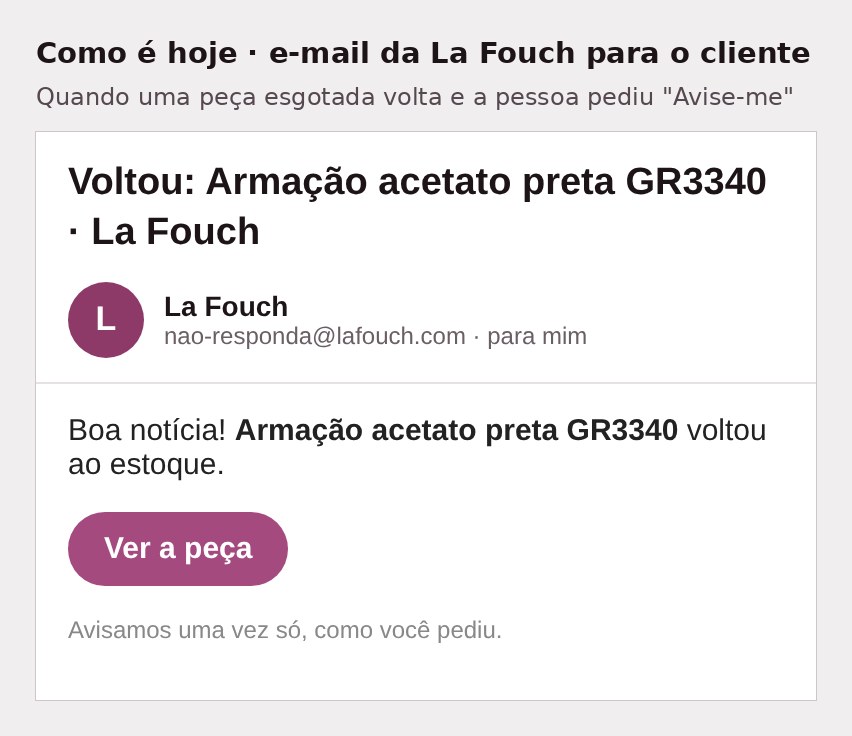 Como é hoje · e-mail da La Fouch para o cliente
Quando uma peça esgotada volta e a pessoa pediu "Avise-me"
Voltou: Armação acetato preta GR3340
· La Fouch
L
La Fouch
nao-responda@lafouch.com · para mim
Boa notícia! Armação acetato preta GR3340 voltou
ao estoque.
Ver a peça
Avisamos uma vez só, como você pediu.